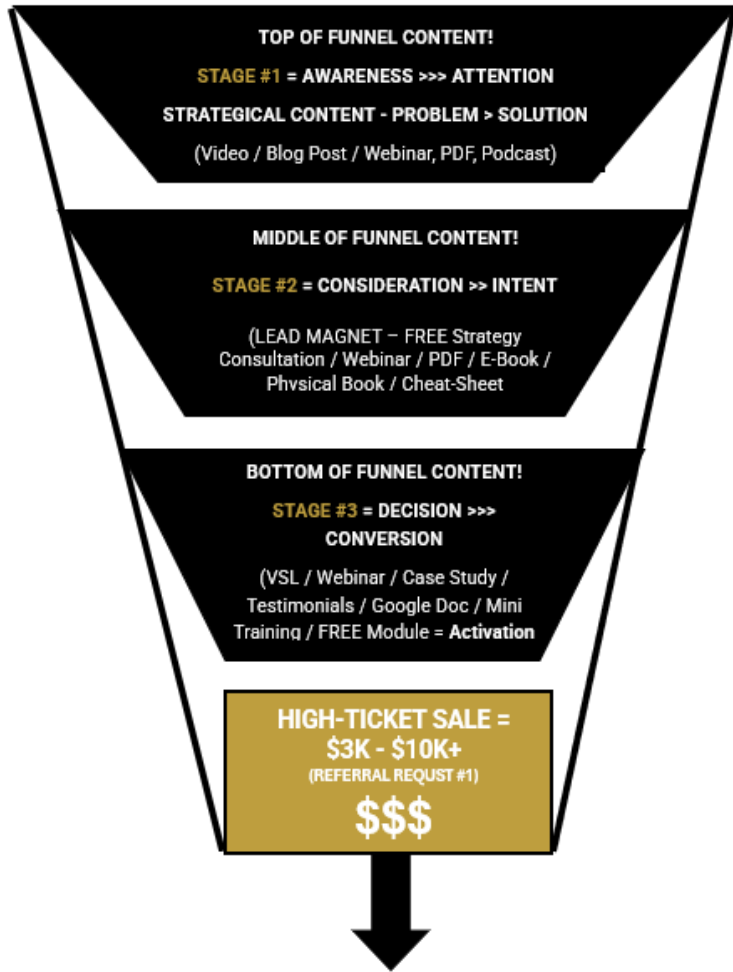 TOP OF FUNNEL CONTENT!
STAGE #1 = AWARENESS >>> ATTENTION
STRATEGICAL CONTENT - PROBLEM > SOLUTION
(Video / Blog Post / Webinar, PDF, Podcast)
MIDDLE OF FUNNEL CONTENT!
STAGE #2 = CONSIDERATION >> INTENT
(LEAD MAGNET – FREE Strategy
Consultation / Webinar / PDF / E-Book /
Physical Book / Cheat-Sheet
BOTTOM OF FUNNEL CONTENT!
STAGE #3 = DECISION >>>
CONVERSION
(VSL / Webinar / Case Study /
Testimonials / Google Doc / Mini
Training / FREE Module = Activation
HIGH-TICKET SALE =
$3K - $10K+
(REFERRAL REQUST #1)
$$$